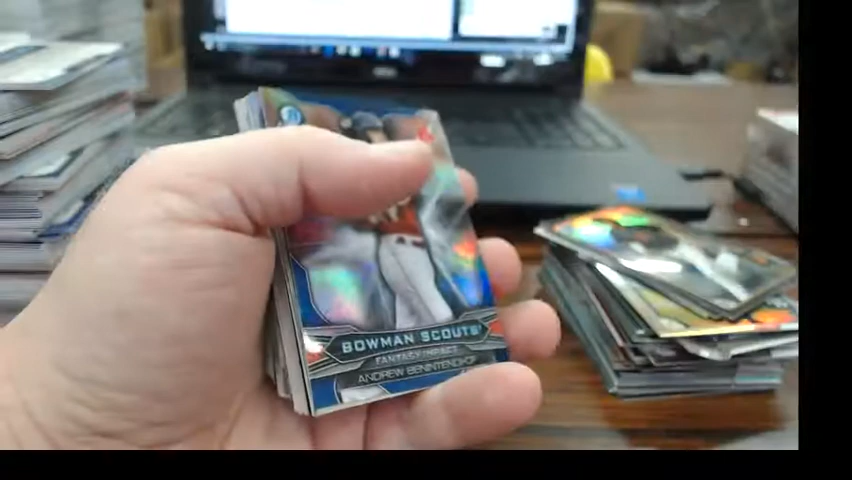 BOWMAN SCOUTS'
FANTASY IMPACT
ANDREW BENINTENDI